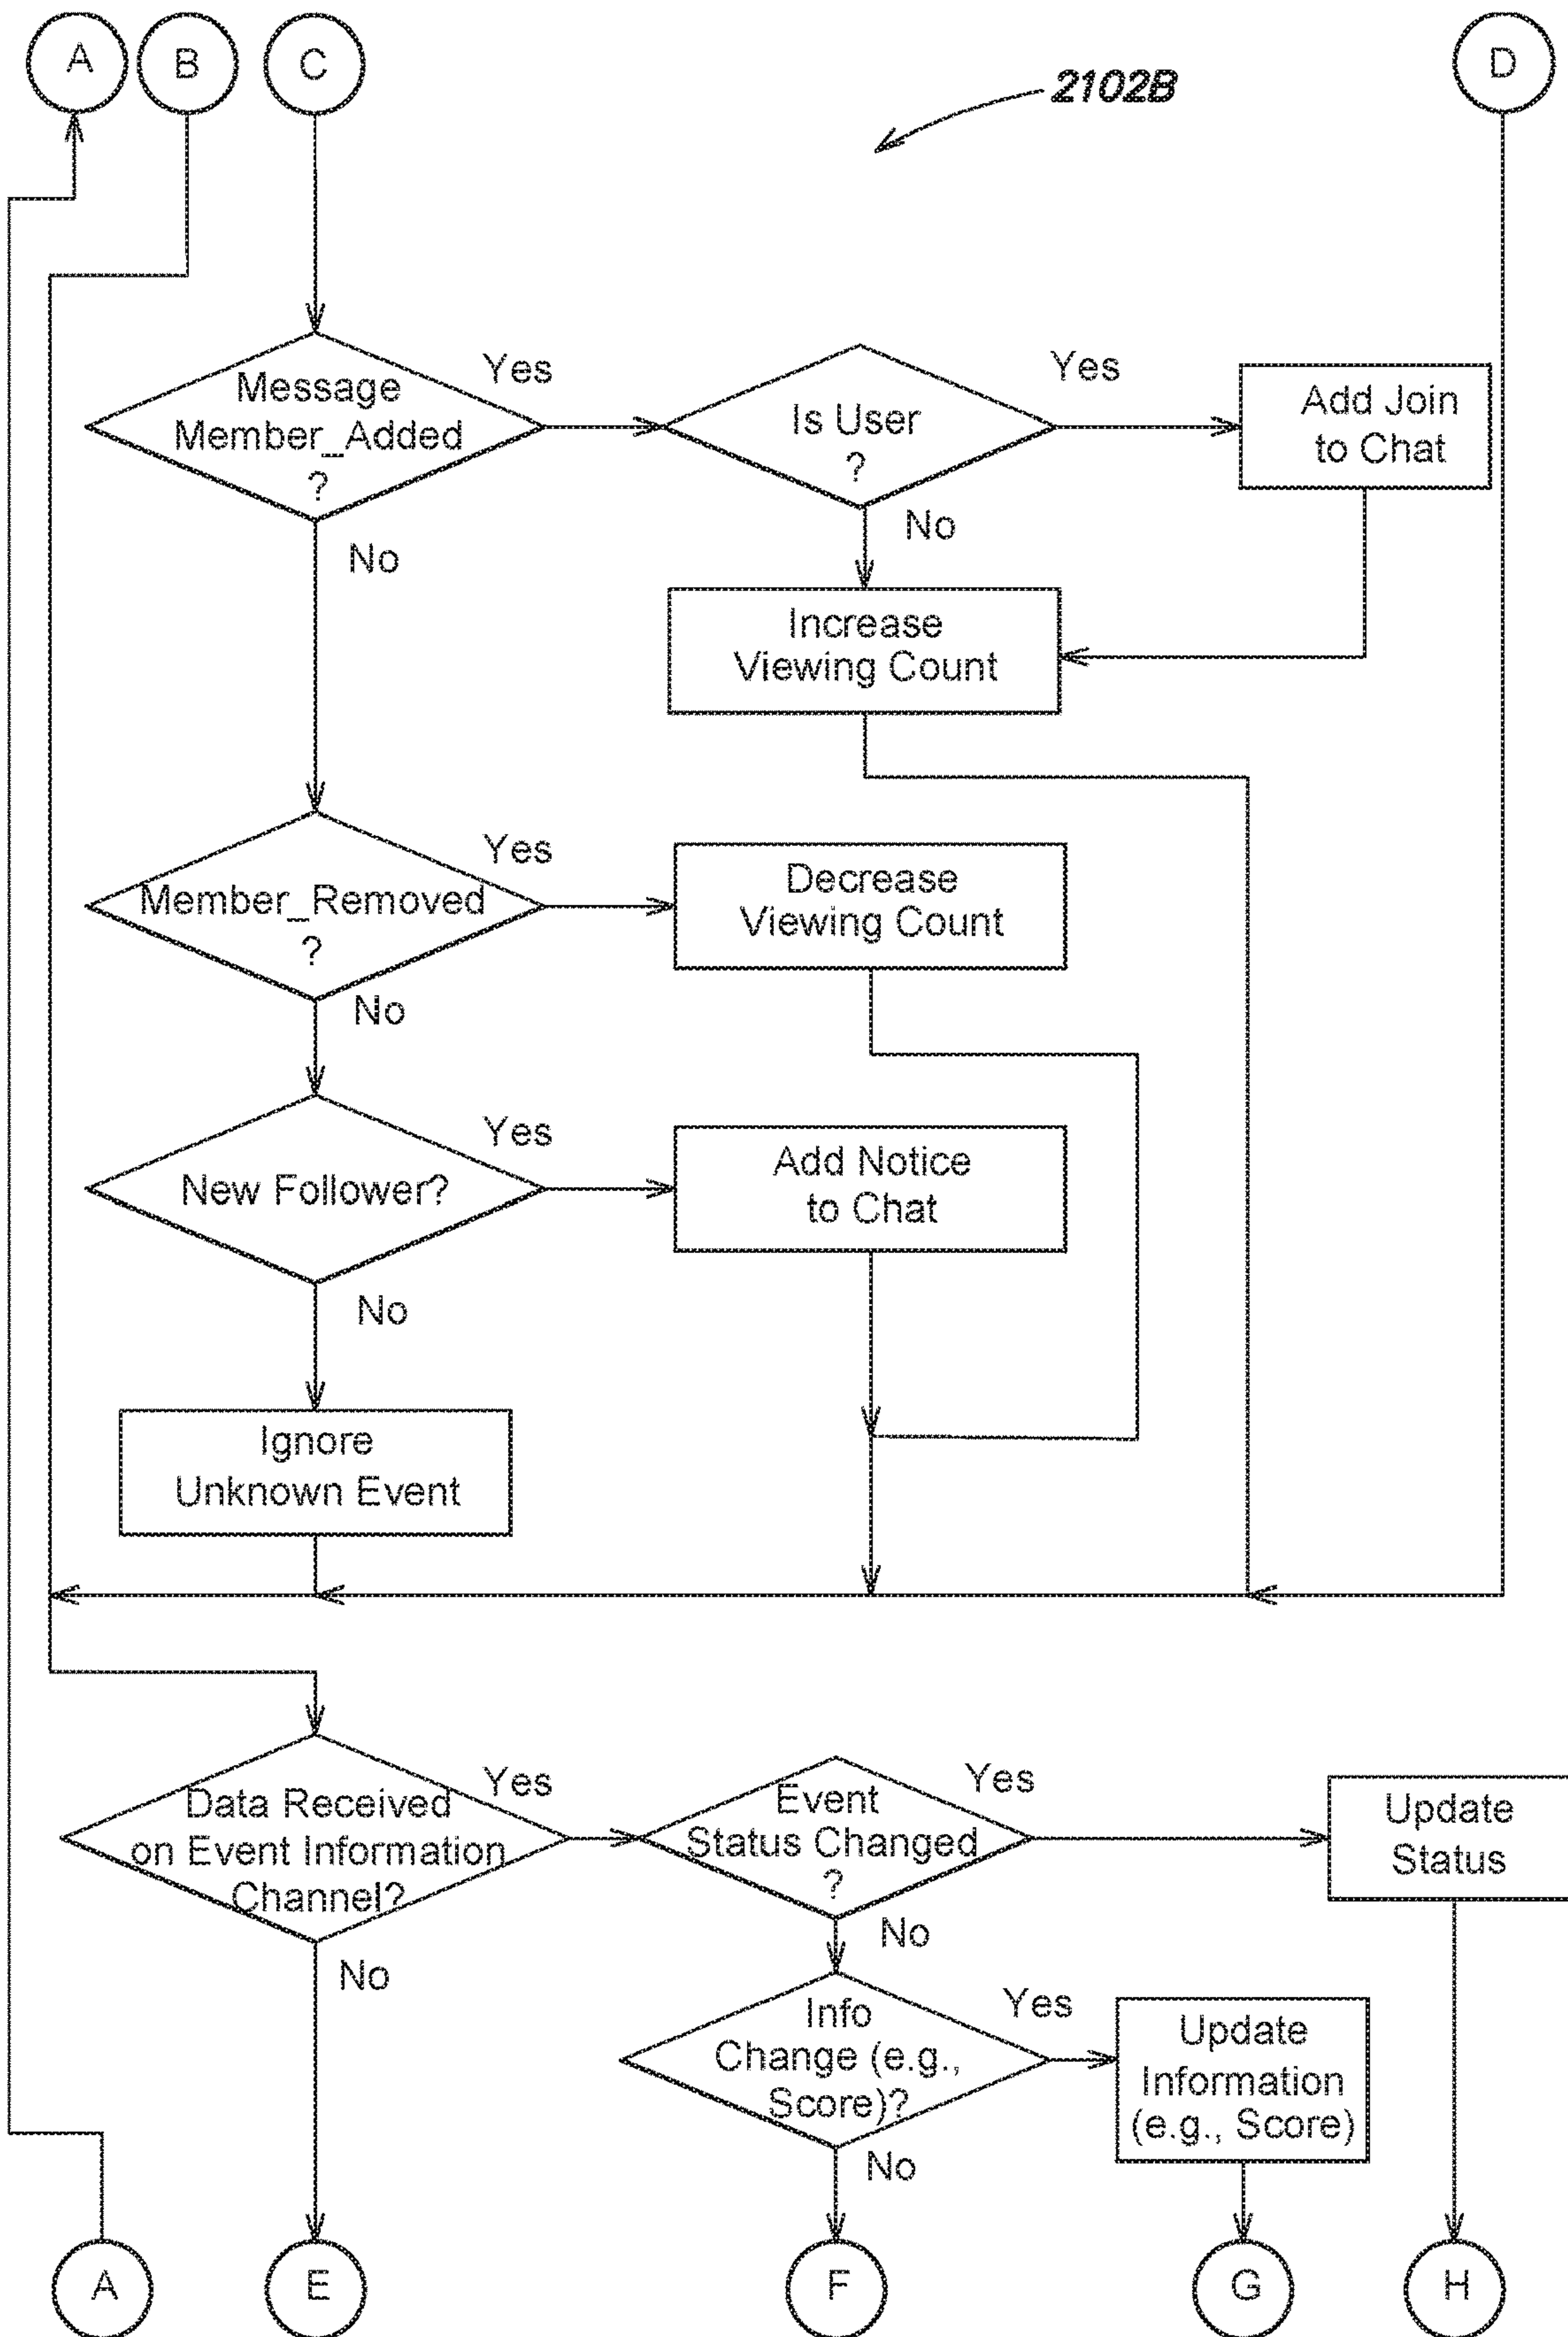 A
B
C
D
2102B
Message
Member_Added
?
Yes
Is User
?
Yes
Add Join
to Chat
No
No
Increase
Viewing Count
Member_Removed
?
Yes
Decrease
Viewing Count
No
New Follower?
Yes
Add Notice
to Chat
No
Ignore
Unknown Event
Data Received
on Event Information
Channel?
Yes
Event
Status Changed
?
Yes
Update
Status
No
No
Info
Change (e.g.,
Score)?
Yes
Update
Information
(e.g., Score)
No
A
E
F
G
H